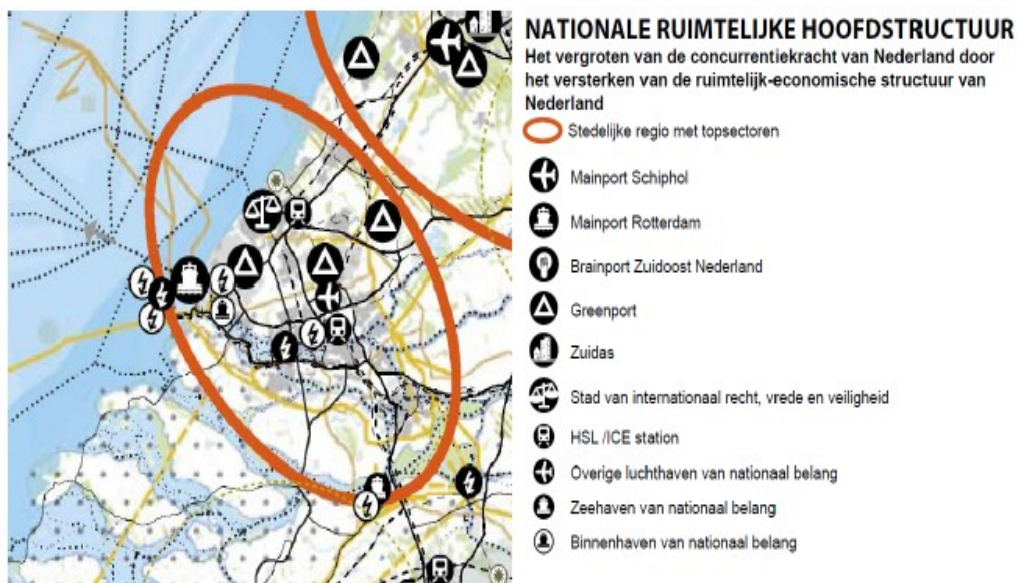 NATIONALE RUIMTELIJKE HOOFDSTRUCTUUR
Het vergroten van de concurrentiekracht van Nederland door
het versterken van de ruimtelijk-economische structuur van
Nederland
Stedelijke regio met topsectoren
Mainport Schiphol
Mainport Rotterdam
Brainport Zuidoost Nederland
Greenport
Zuidas
Stad van internationaal recht, vrede en veiligheid
HSL /ICE station
Overige luchthaven van nationaal belang
Zeehaven van nationaal belang
Binnenhaven van nationaal belang